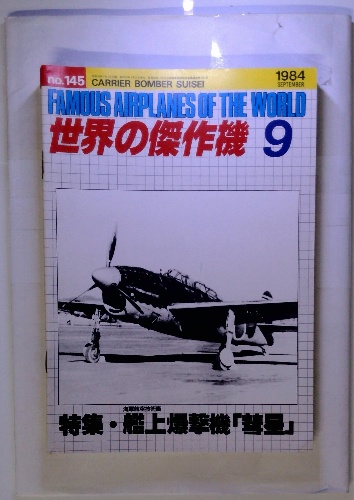 no.145
CARRIER BOMBER SUISEI
1984
SEPTEMBER
FAMOUS AIRPLANES OF THE WORLD
世界の傑作機 9
特集・艦上爆撃機「彗星」